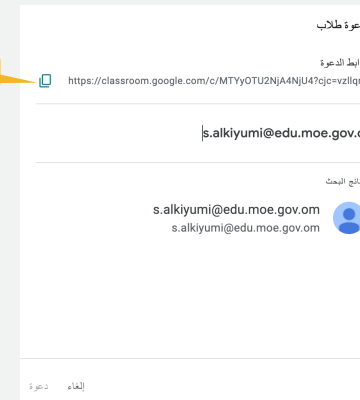 دعوة طلاب
رابط الدعوة
https://classroom.google.com/c/MTYyOTU2NjA4NjU4?cjc=vzllq
s.alkiyumi@edu.moe.gov.o
نتائج البحث
s.alkiyumi@edu.moe.gov.om
s.alkiyumi@edu.moe.gov.om
إلغاء
دعوة